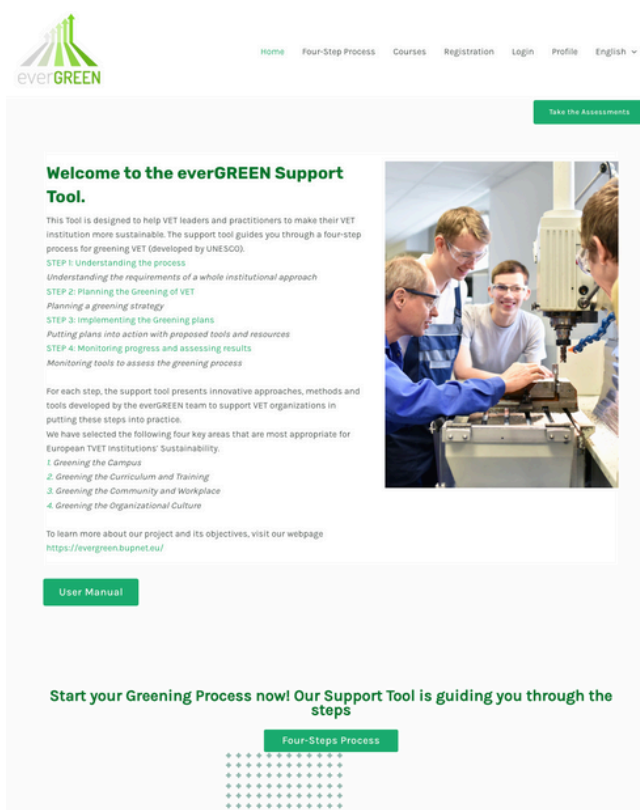 everGREEN
Home Four-Step Process Courses Registration Login Profile English
Take the Assessments
Welcome to the everGREEN Support
Tool.
This Tool is designed to help VET leaders and practitioners to make their VET
institution more sustainable. The support tool guides you through a four-step
process for greening VET (developed by UNESCO).
STEP 1: Understanding the process
Understanding the requirements of a whole institutional approach
STEP 2: Planning the Greening of VET
Planning a greening strategy
STEP 3: Implementing the Greening plans
Putting plans into action with proposed tools and resources
STEP 4: Monitoring progress and assessing results
Monitoring tools to assess the greening process
For each step, the support tool presents innovative approaches, methods and
tools developed by the everGREEN team to support VET organizations in
putting these steps into practice.
We have selected the following four key areas that are most appropriate for
European TVET Institutions' Sustainability.
1. Greening the Campus
2. Greening the Curriculum and Training
3. Greening the Community and Workplace
4. Greening the Organizational Culture
To learn more about our project and its objectives, visit our webpage
https://evergreen.bupnet.eu/
User Manual
Start your Greening Process now! Our Support Tool is guiding you through the
steps
Four-Steps Process